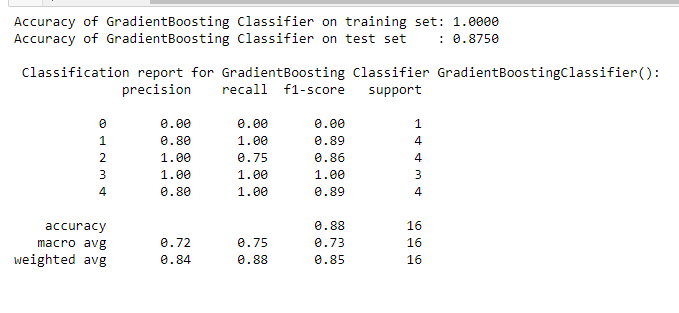 Accuracy of GradientBoosting Classifier on training set: 1.0000
Accuracy of GradientBoosting Classifier on test set    : 0.8750
Classification report for GradientBoosting Classifier GradientBoostingClassifier():
precision    recall  f1-score   support
0       0.00      0.00      0.00         1
1       0.80      1.00      0.89         4
2       1.00      0.75      0.86         4
3       1.00      1.00      1.00         3
4       0.80      1.00      0.89         4
accuracy                           0.88        16
macro avg       0.72      0.75      0.73        16
weighted avg       0.84      0.88      0.85        16